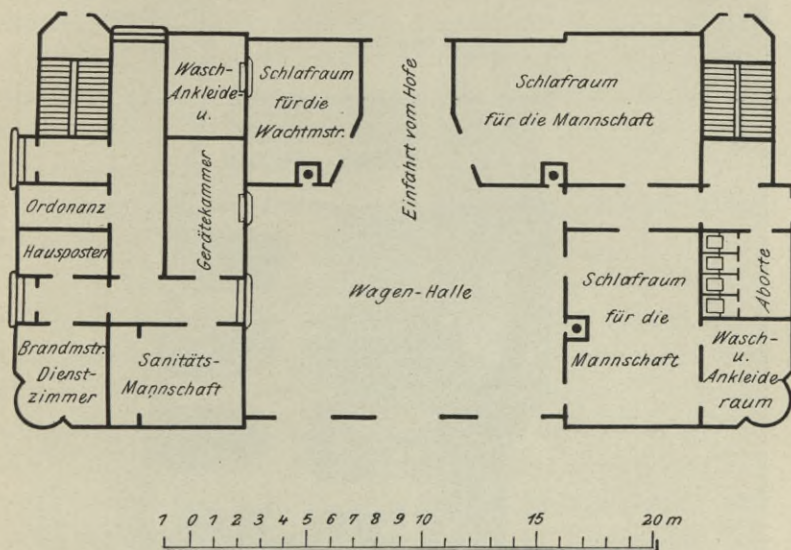 Wasch-
Ankleide-
u.
Schlafraum
für die
Wachtmstr.
Einfahrt vom Hofe
Schlafraum
für die Mannschaft
Ordonanz
Hausposten
Gerätekammer
Wagen-Halle
Schlafraum
für die
Mannschaft
Aborte
Brandmstr.
Dienst-
zimmer
Sanitäts-
Mannschaft
Wasch-
u.
Ankleide
raum
1 0 1 2 3 4 5 6 7 8 9 10 15 20 m